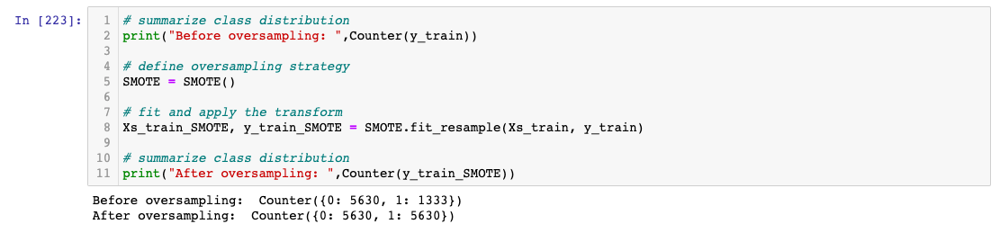 In [223]:
1 # summarize class distribution
2 print("Before oversampling: ",Counter(y_train))
3
4 # define oversampling strategy
5 SMOTE = SMOTE()
6
7 # fit and apply the transform
8 Xs_train_SMOTE, y_train_SMOTE = SMOTE.fit_resample(Xs_train, y_train)
9
10 # summarize class distribution
11 print("After oversampling: ",Counter(y_train_SMOTE))
Before oversampling:  Counter({0: 5630, 1: 1333})
After oversampling:  Counter({0: 5630, 1: 5630})